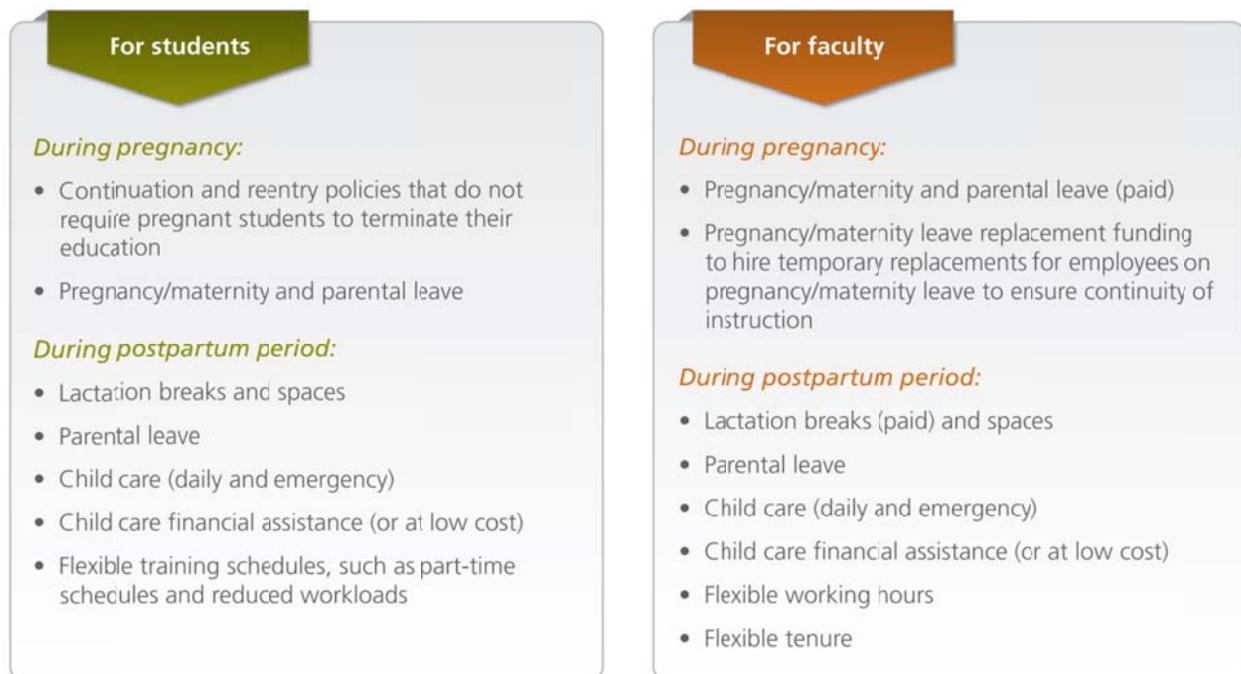 For students
During pregnancy:
• Continuation and reentry policies that do not
require pregnant students to terminate their
education
• Pregnancy/maternity and parental leave
During postpartum period:
• Lactation breaks and spaces
• Parental leave
• Child care (daily and emergency)
• Child care financial assistance (or at low cost)
• Flexible training schedules, such as part-time
schedules and reduced workloads
For faculty
During pregnancy:
• Pregnancy/maternity and parental leave (paid)
• Pregnancy/maternity leave replacement funding
to hire temporary replacements for employees on
pregnancy/maternity leave to ensure continuity of
instruction
During postpartum period:
• Lactation breaks (paid) and spaces
• Parental leave
• Child care (daily and emergency)
• Child care financial assistance (or at low cost)
• Flexible working hours
• Flexible tenure